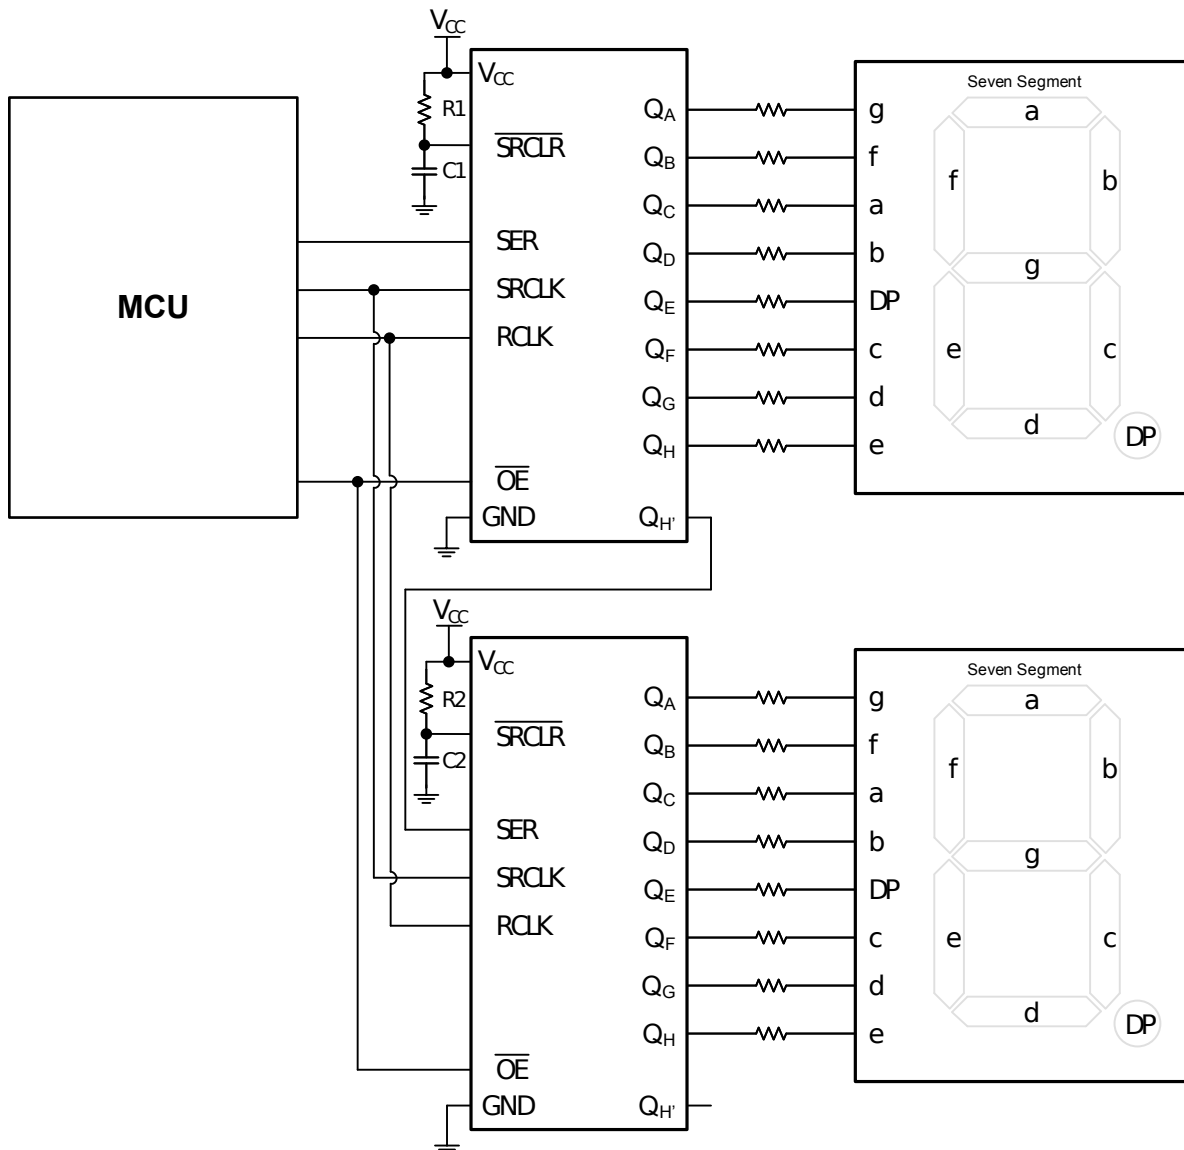 VCC
VCC
R1
SRCLR
C1
SER
SRCLK
RCLK
OE
GND
QA
QB
QC
QD
QE
QF
QG
QH
QH'
MCU
Seven Segment
g
f
a
b
DP
c
d
e
a
f
b
g
e
c
d
DP
VCC
VCC
R2
SRCLR
C2
SER
SRCLK
RCLK
OE
GND
QA
QB
QC
QD
QE
QF
QG
QH
QH'
Seven Segment
g
f
a
b
DP
c
d
e
a
f
b
g
e
c
d
DP